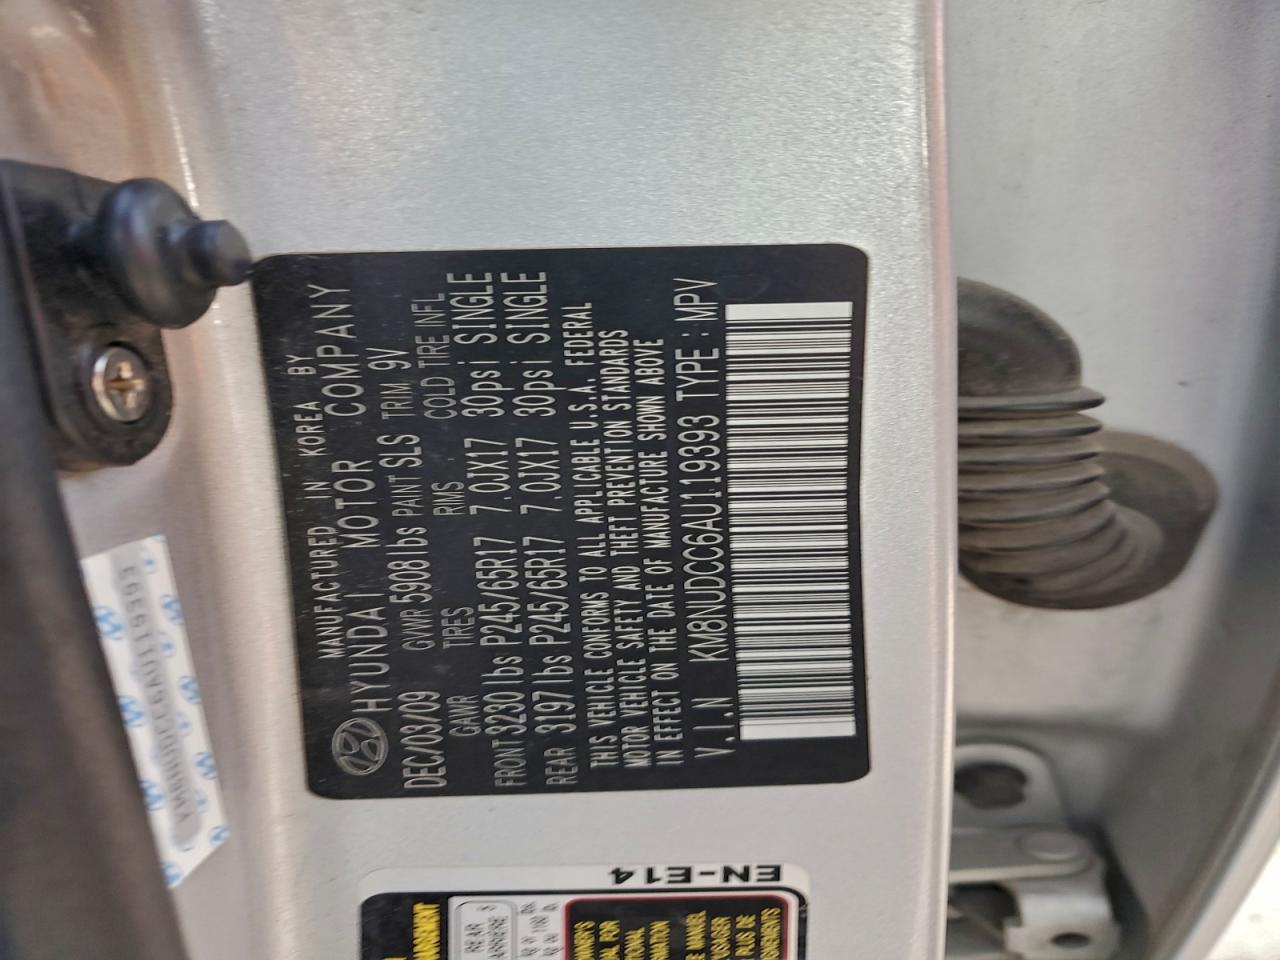 MANUFACTURED IN KOREA BY
HYUNDAI MOTOR COMPANY
DEC/03/09 GVWR 5908 lbs PAINT SLS TRIM 9V
GAWR TIRES RIMS COLD TIRE INFL
FRONT 3230 lbs P245/65R17 7.0JX17 30psi SINGLE
REAR 3197 lbs P245/65R17 7.0JX17 30psi SINGLE
THIS VEHICLE CONFORMS TO ALL APPLICABLE U.S.A. FEDERAL
MOTOR VEHICLE SAFETY AND THEFT PREVENTION STANDARDS
IN EFFECT ON THE DATE OF MANUFACTURE SHOWN ABOVE
V.I.N KM8NUDCC6AU119393 TYPE : MPV
EN-E14
REAR